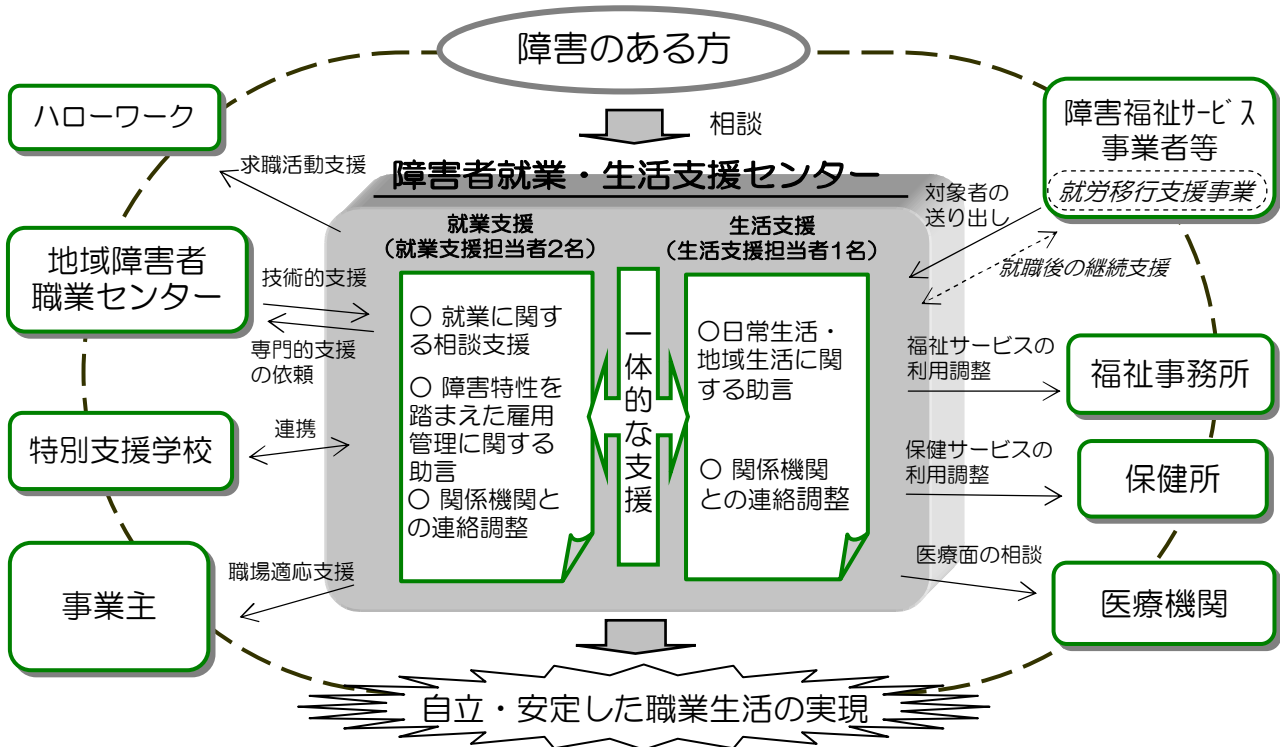 障害のある方
相談
ハローワーク
求職活動支援
地域障害者
職業センター
技術的支援
専門的支援
の依頼
特別支援学校
連携
事業主
職場適応支援
障害者就業・生活支援センター
就業支援
(就業支援担当者2名)
○ 就業に関す
る相談支援
○ 障害特性を
踏まえた雇用
管理に関する
助言
○ 関係機関と
の連絡調整
一体的な支援
生活支援
(生活支援担当者1名)
○日常生活・
地域生活に関
する助言
○ 関係機関
との連絡調整
障害福祉サービス
事業者等
就労移行支援事業
対象者の
送り出し
就職後の継続支援
福祉サービスの
利用調整
福祉事務所
保健サービスの
利用調整
保健所
医療面の相談
医療機関
自立・安定した職業生活の実現